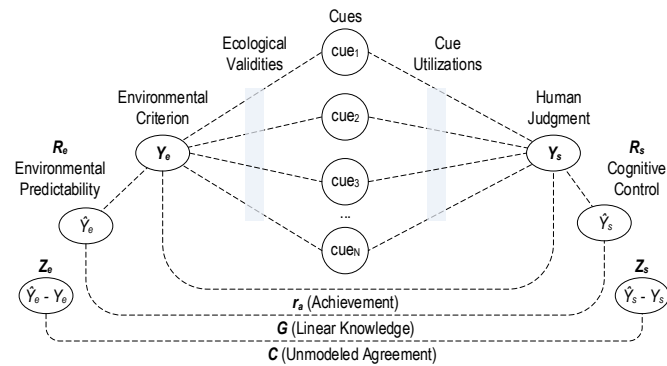 Cues
Ecological
Validities
cue₁
Cue
Utilizations
Environmental
Criterion
cue₂
Human
Judgment
Rₑ
Environmental
Predictability
Yₑ
cue₃
Yₛ
Rₛ
Cognitive
Control
...
Ŷₑ
cue_N
Ŷₛ
Zₑ
Zₛ
Ŷₑ - Yₑ
Ŷₛ - Yₛ
rₐ (Achievement)
G (Linear Knowledge)
C (Unmodeled Agreement)